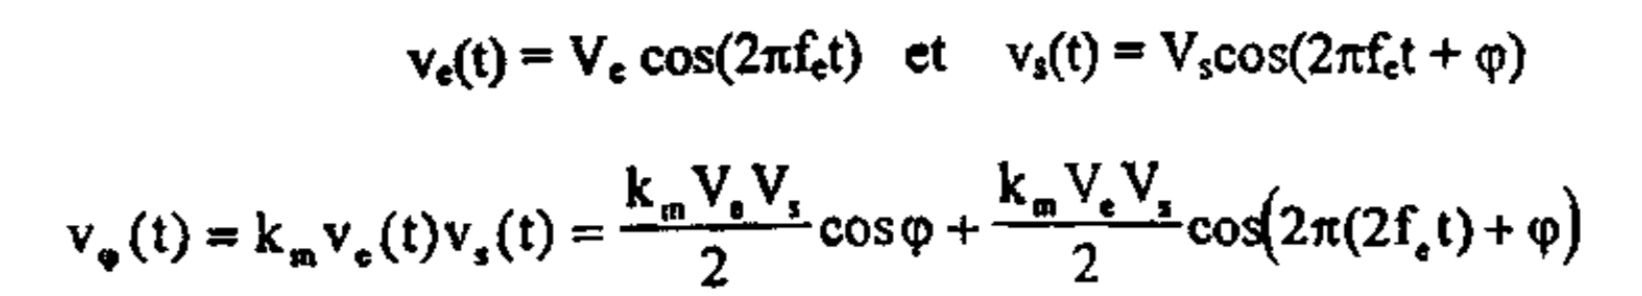 vₑ(t) = Vₑ cos(2πfₑt) et vₛ(t) = Vₛcos(2πfₑt + φ)
v_φ(t) = kₘvₑ(t)vₛ(t) = kₘVₑVₛ/2 cosφ + kₘVₑVₛ/2 cos(2π(2fₑt) + φ)